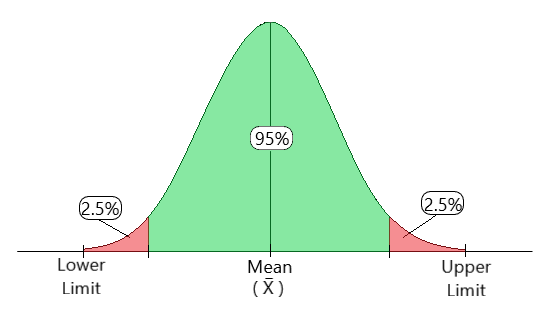 95%
2.5%
2.5%
Lower
Limit
Mean
( X̄ )
Upper
Limit